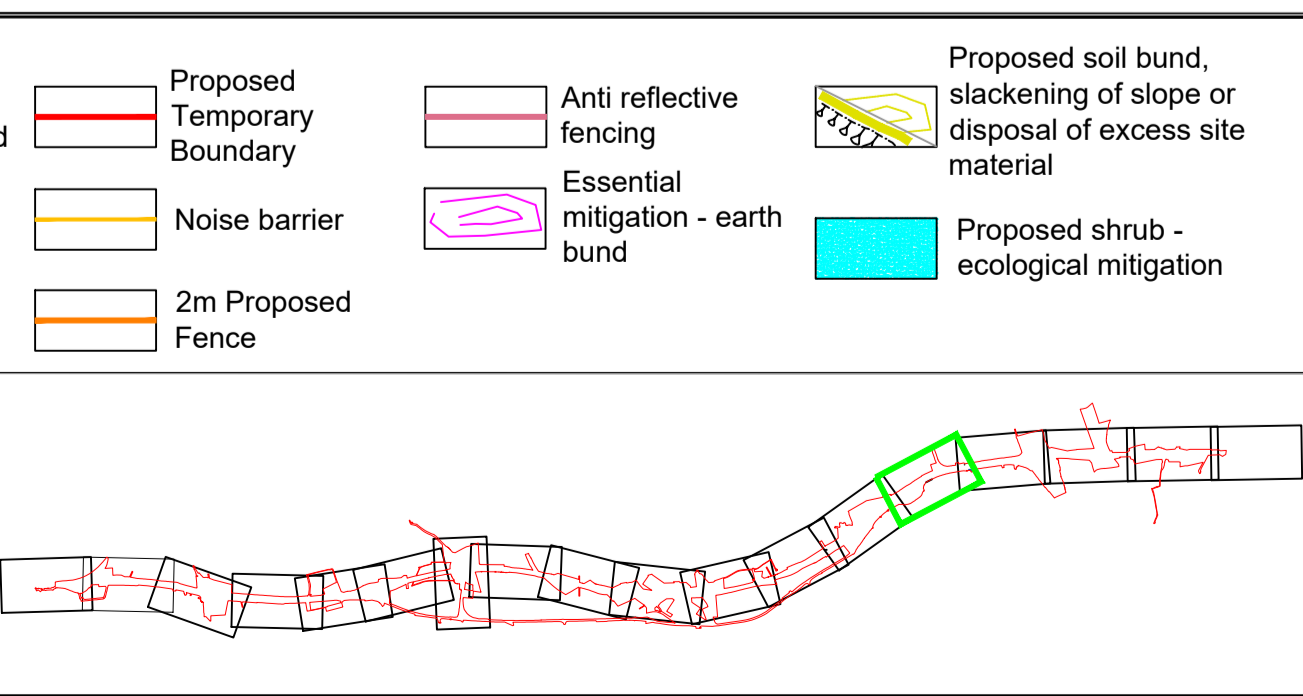 d
Proposed
Temporary
Boundary
Noise barrier
2m Proposed
Fence
Anti reflective
fencing
Essential
mitigation - earth
bund
Proposed soil bund,
slackening of slope or
disposal of excess site
material
Proposed shrub -
ecological mitigation